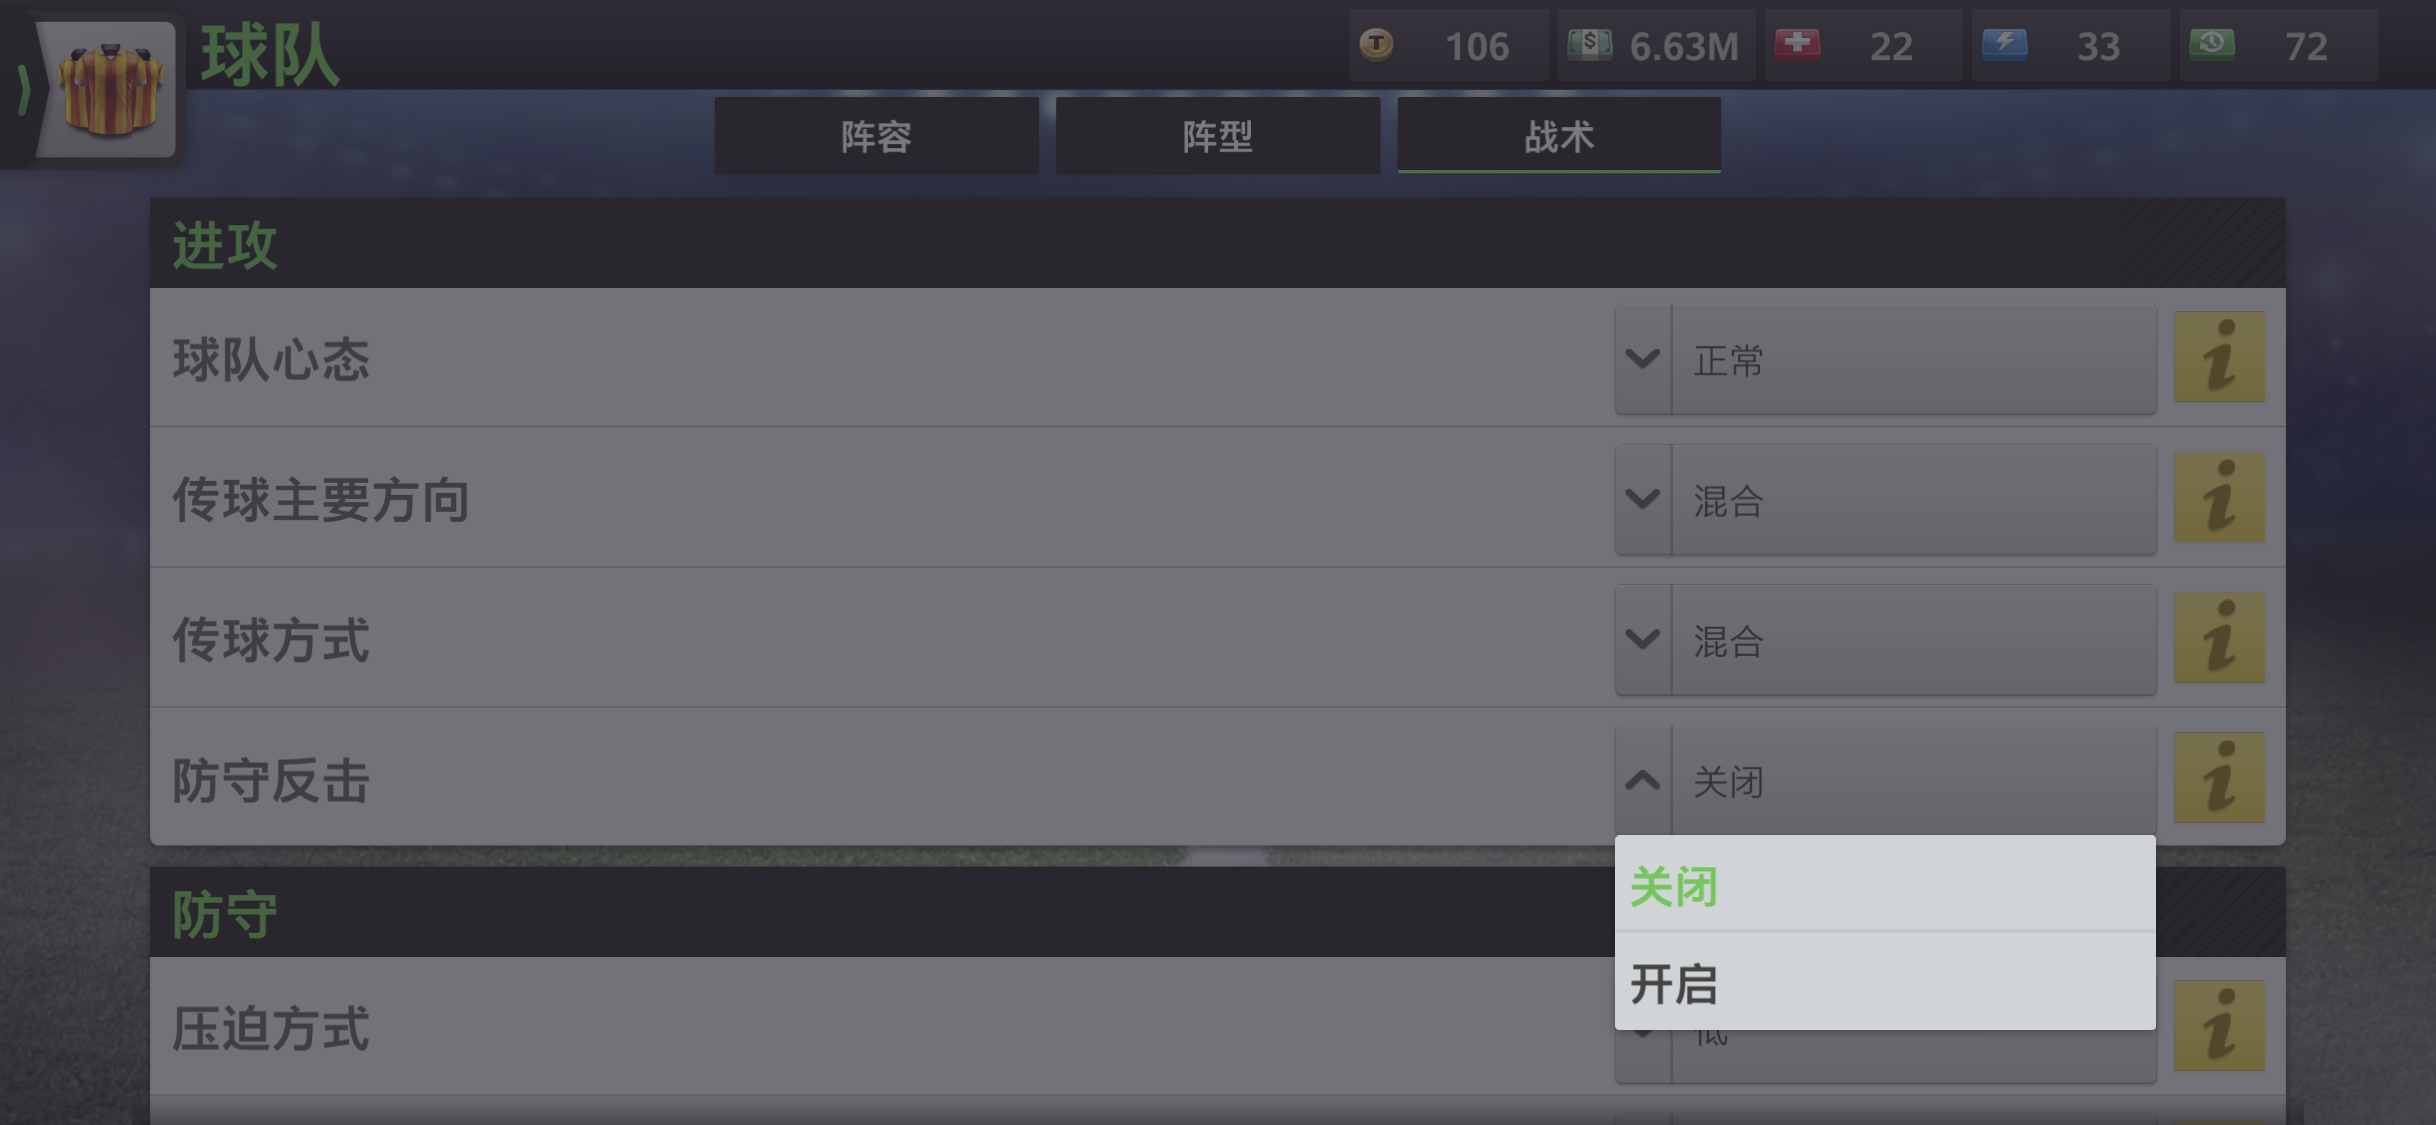 球队
T 106
$ 6.63M
22
33
72
阵容
阵型
战术
进攻
球队心态
正常
i
传球主要方向
混合
i
传球方式
混合
i
防守反击
关闭
i
关闭
开启
防守
压迫方式
低
i